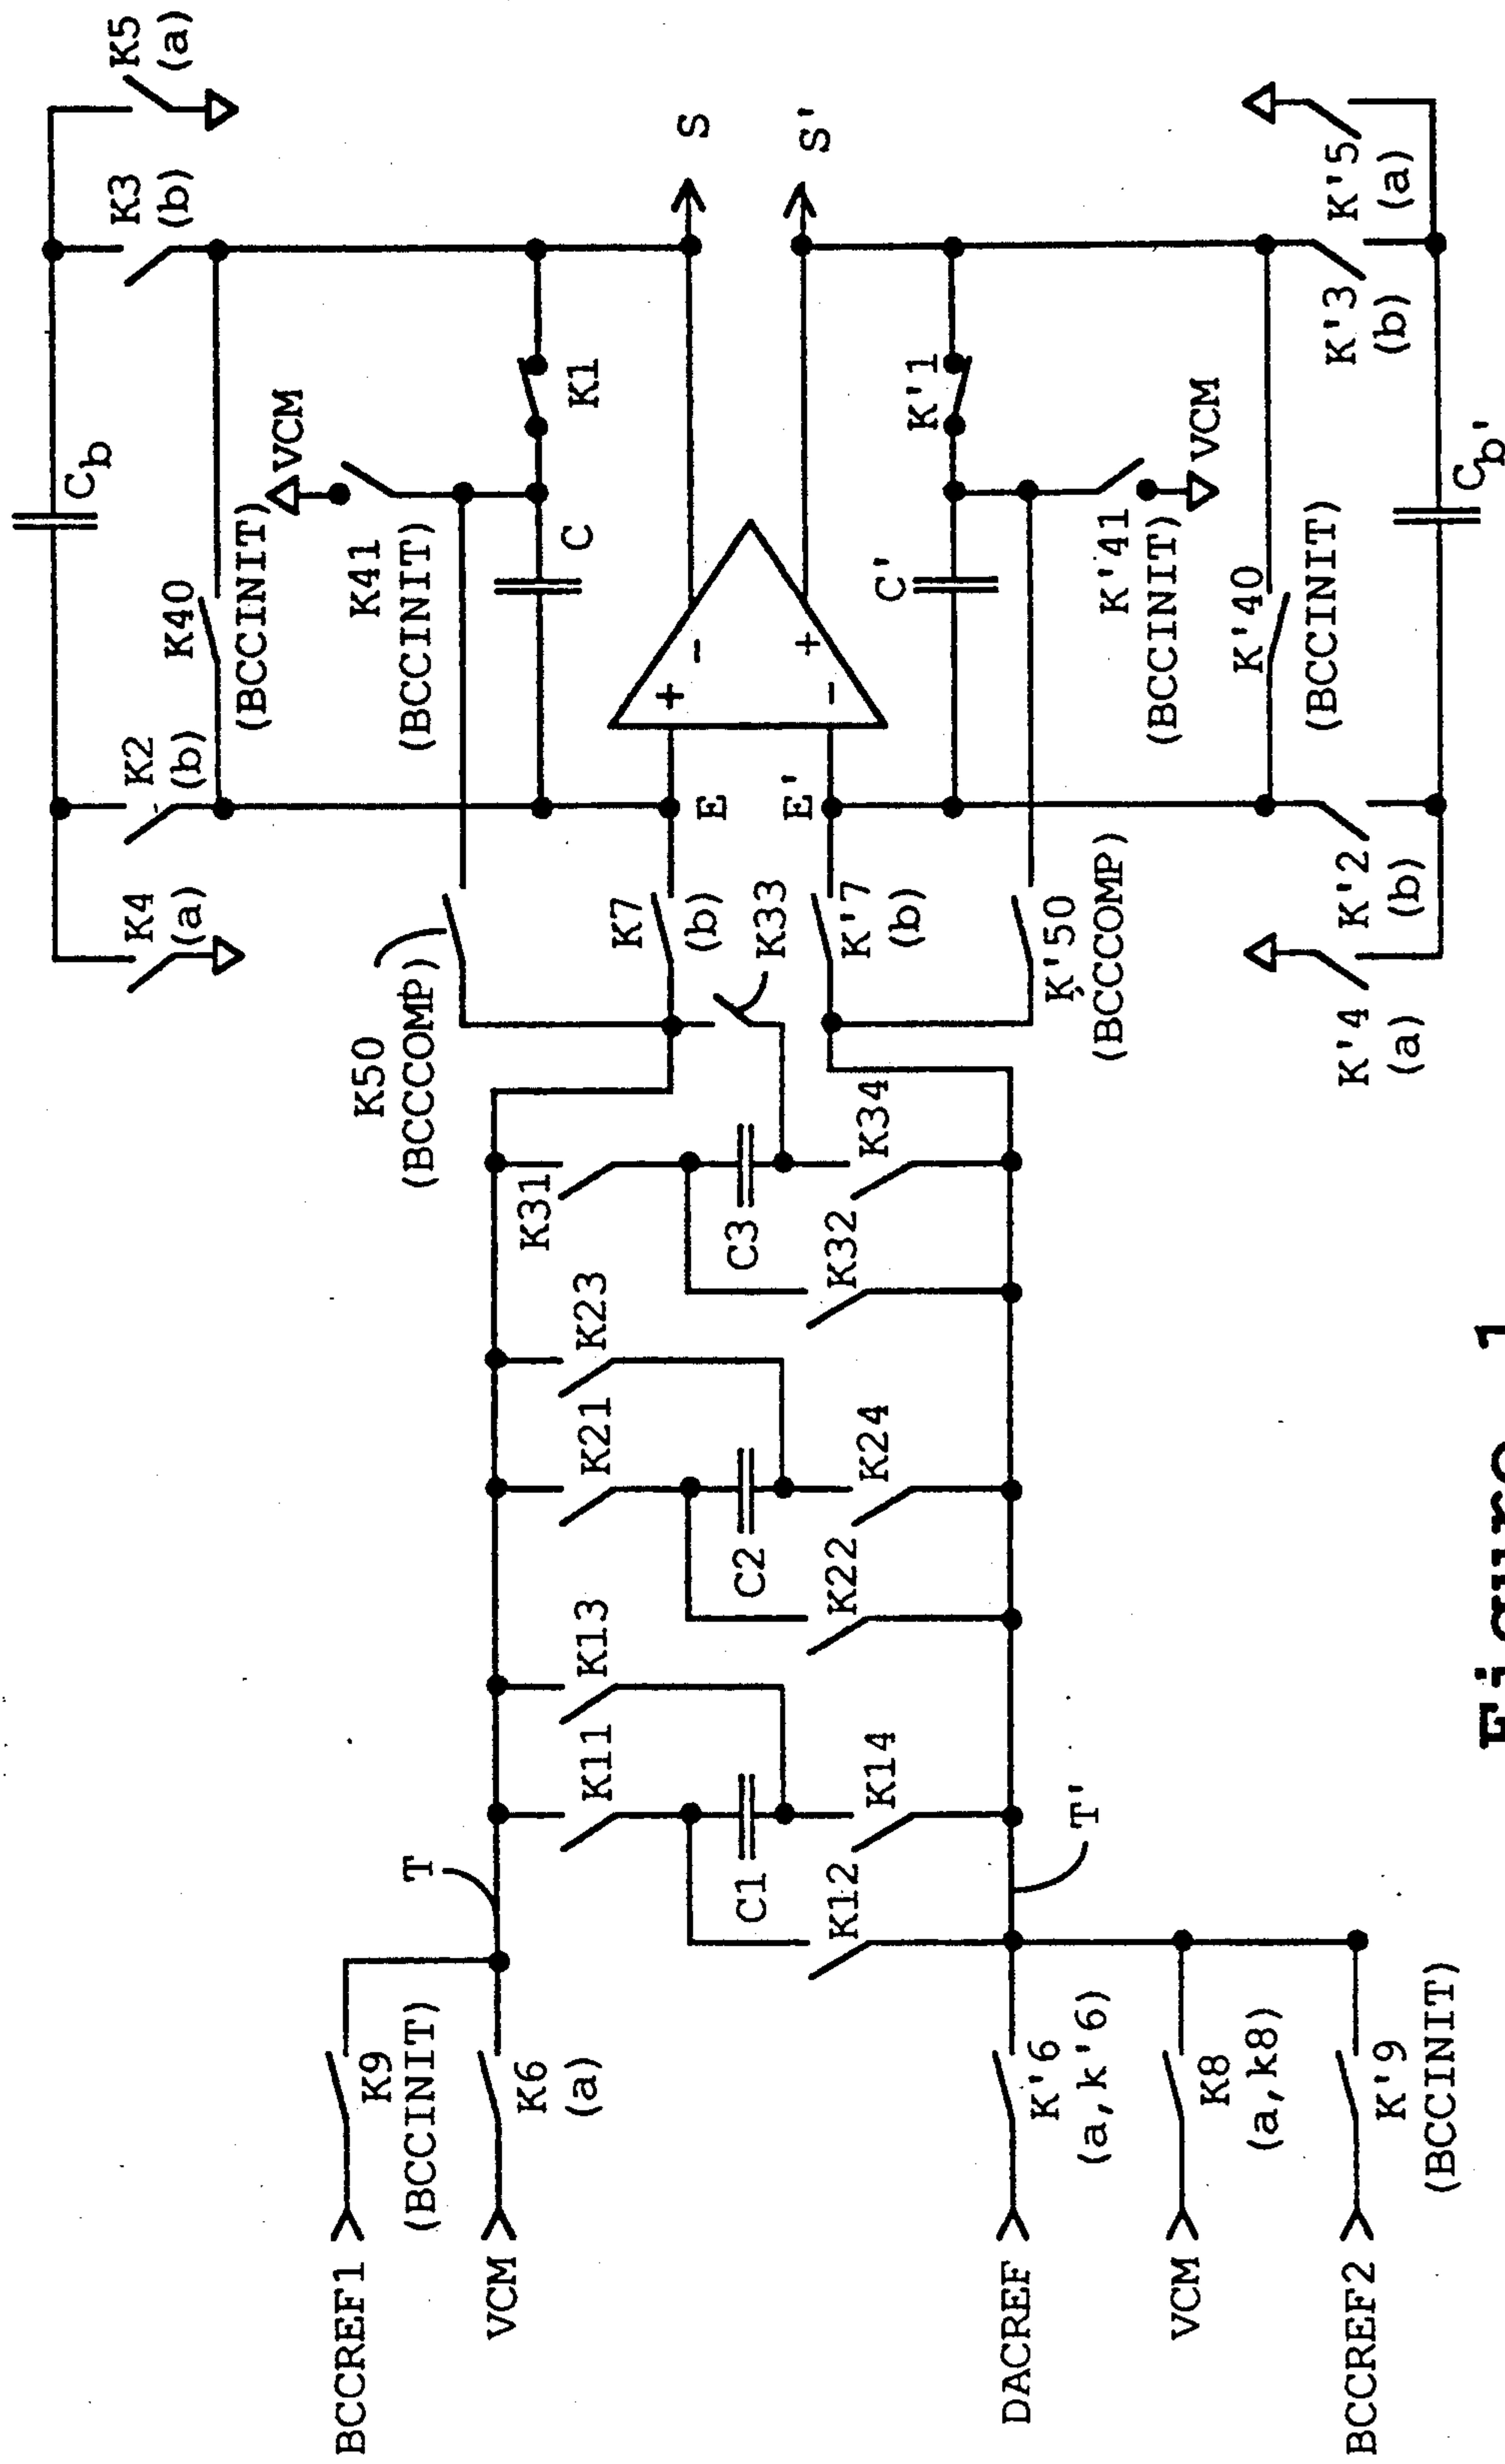 BCCREF1
K9
(BCCINIT)
VCM
K6
(a)
DACREF
K'6
(a,k'6)
VCM
K8
(a,k8)
BCCREF2
K'9
(BCCINIT)
T
T'
K11
K13
C1
K12
K14
K21
K23
C2
K22
K24
K31
C3
K32
K34
K33
K50
(BCCCOMP)
K7
(b)
K'7
(b)
K'50
(BCCCOMP)
E
E'
+
-
-
+
K4
(a)
K2
(b)
Cb
K3
(b)
K5
(a)
K40
(BCCINIT)
K41
(BCCINIT)
VCM
C
K1
S
S'
C'
K'1
K'41
(BCCINIT)
VCM
K'40
(BCCINIT)
K'4
(a)
K'2
(b)
Cb'
K'3
(b)
K'5
(a)
Figure 1